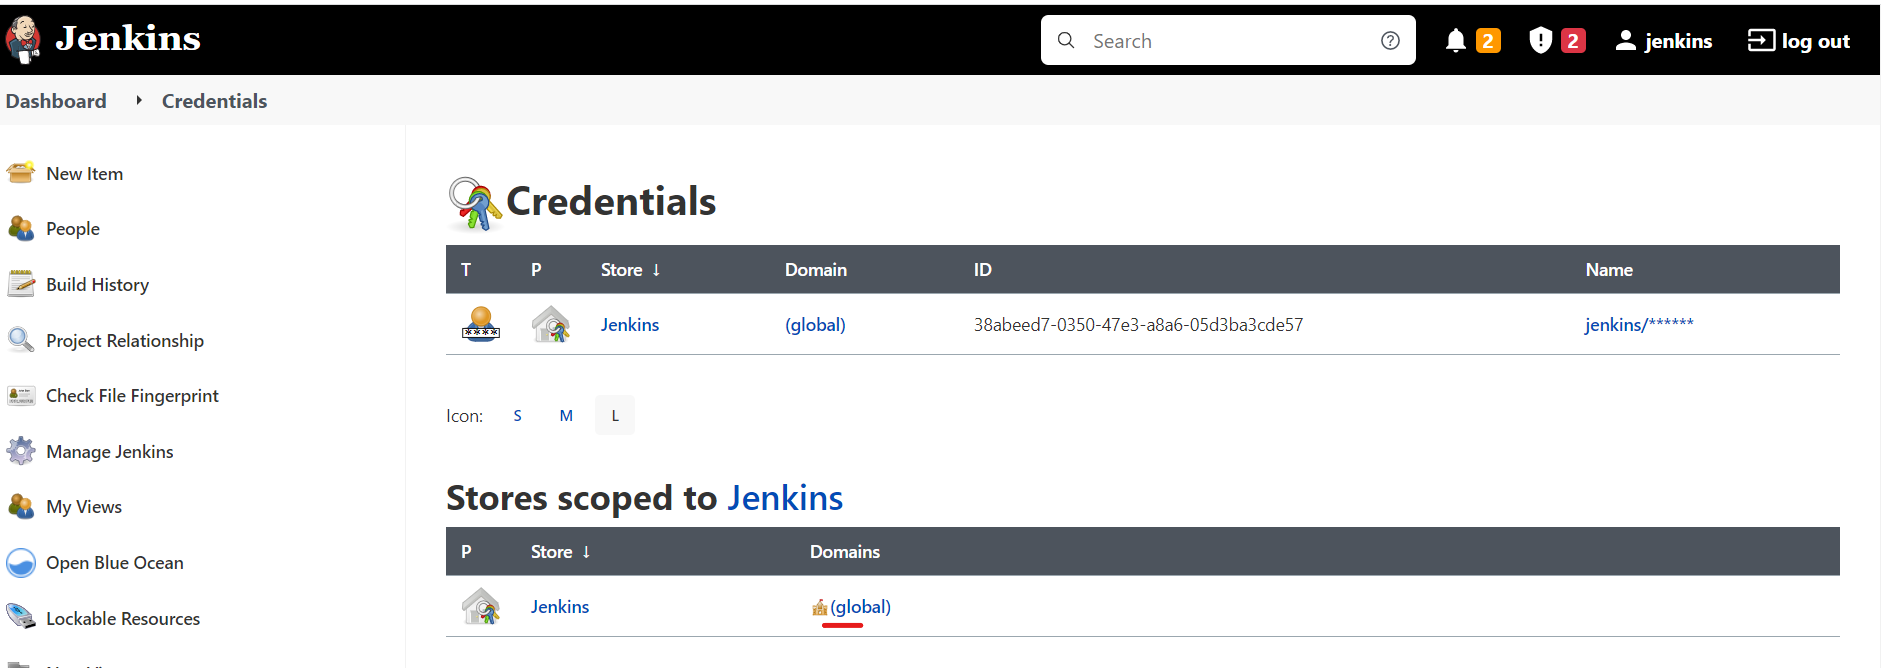 Jenkins
Search
2
2
jenkins
log out
Dashboard
Credentials
New Item
People
Build History
Project Relationship
Check File Fingerprint
Manage Jenkins
My Views
Open Blue Ocean
Lockable Resources
Credentials
T P Store ↓ Domain ID Name
Jenkins (global) 38abeed7-0350-47e3-a8a6-05d3ba3cde57 jenkins/******
Icon: S M L
Stores scoped to Jenkins
P Store ↓ Domains
Jenkins (global)